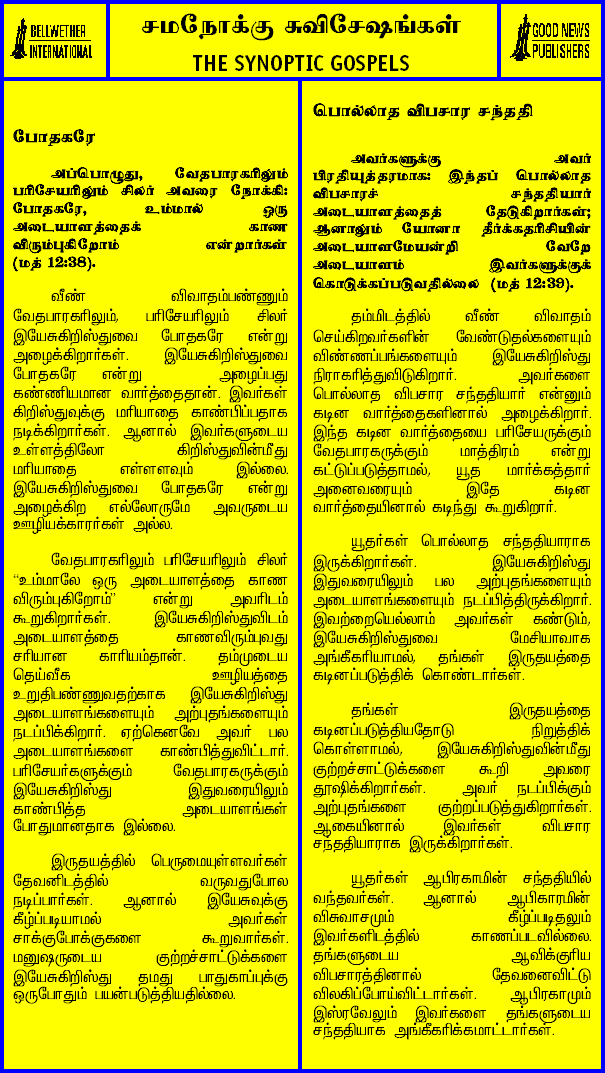 BELLWETHER
INTERNATIONAL
சமநோக்கு சுவிசேஷங்கள்
THE SYNOPTIC GOSPELS
GOOD NEWS
PUBLISHERS
போதகரே
அப்பொழுது, வேதபாரகரிலும்
பரிசேயரிலும் சிலர் அவரை நோக்கி:
போதகரே, உம்மால் ஒரு
அடையாளத்தைக் காண
விரும்புகிறோம் என்றார்கள்
(மத் 12:38).
வீண் விவாதம்பண்ணும்
வேதபாரகரிலும், பரிசேயரிலும் சிலர்
இயேசுகிறிஸ்துவை போதகரே என்று
அழைக்கிறார்கள். இயேசுகிறிஸ்துவை
போதகரே என்று அழைப்பது
கண்ணியமான வார்த்தைதான். இவர்கள்
கிறிஸ்துவுக்கு மரியாதை காண்பிப்பதாக
நடிக்கிறார்கள். ஆனால் இவர்களுடைய
உள்ளத்திலோ கிறிஸ்துவின்மீது
மரியாதை எள்ளளவும் இல்லை.
இயேசுகிறிஸ்துவை போதகரே என்று
அழைக்கிற எல்லோருமே அவருடைய
ஊழியக்காரர்கள் அல்ல.
வேதபாரகரிலும் பரிசேயரிலும் சிலர்
“உம்மாலே ஒரு அடையாளத்தை காண
விரும்புகிறோம்” என்று அவரிடம்
கூறுகிறார்கள். இயேசுகிறிஸ்துவிடம்
அடையாளத்தை காணவிரும்புவது
சரியான காரியம்தான். தம்முடைய
தெய்வீக ஊழியத்தை
உறுதிபண்ணுவதற்காக இயேசுகிறிஸ்து
அடையாளங்களையும் அற்புதங்களையும்
நடப்பிக்கிறார். ஏற்கெனவே அவர் பல
அடையாளங்களை காண்பித்துவிட்டார்.
பரிசேயர்களுக்கும் வேதபாரகருக்கும்
இயேசுகிறிஸ்து இதுவரையிலும்
காண்பித்த அடையாளங்கள்
போதுமானதாக இல்லை.
இருதயத்தில் பெருமையுள்ளவர்கள்
தேவனிடத்தில் வருவதுபோல
நடிப்பார்கள். ஆனால் இயேசுவுக்கு
கீழ்ப்படியாமல் அவர்கள்
சாக்குபோக்குகளை கூறுவார்கள்.
மனுஷருடைய குற்றச்சாட்டுக்களை
இயேசுகிறிஸ்து தமது பாதுகாப்புக்கு
ஒருபோதும் பயன்படுத்தியதில்லை.
பொல்லாத விபசார சந்ததி
அவர்களுக்கு அவர்
பிரதியுத்தரமாக: இந்தப் பொல்லாத
விபசாரச் சந்ததியார்
அடையாளத்தைத் தேடுகிறார்கள்;
ஆனாலும் யோனா தீர்க்கதரிசியின்
அடையாளமேயன்றி வேறே
அடையாளம் இவர்களுக்குக்
கொடுக்கப்படுவதில்லை (மத் 12:39).
தம்மிடத்தில் வீண் விவாதம்
செய்கிறவர்களின் வேண்டுதல்களையும்
விண்ணப்பங்களையும் இயேசுகிறிஸ்து
நிராகரித்துவிடுகிறார். அவர்களை
பொல்லாத விபசார சந்ததியார் என்னும்
கடின வார்த்தைகளினால் அழைக்கிறார்.
இந்த கடின வார்த்தையை பரிசேயருக்கும்
வேதபாரகருக்கும் மாத்திரம் என்று
கட்டுப்படுத்தாமல், யூத மார்க்கத்தார்
அனைவரையும் இதே கடின
வார்த்தையினால் கடிந்து கூறுகிறார்.
யூதர்கள் பொல்லாத சந்ததியாராக
இருக்கிறார்கள். இயேசுகிறிஸ்து
இதுவரையிலும் பல அற்புதங்களையும்
அடையாளங்களையும் நடப்பித்திருக்கிறார்.
இவற்றையெல்லாம் அவர்கள் கண்டும்,
இயேசுகிறிஸ்துவை மேசியாவாக
அங்கீகரியாமல், தங்கள் இருதயத்தை
கடினப்படுத்திக் கொண்டார்கள்.
தங்கள் இருதயத்தை
கடினப்படுத்தியதோடு நிறுத்திக்
கொள்ளாமல், இயேசுகிறிஸ்துவின்மீது
குற்றச்சாட்டுக்களை கூறி அவரை
தூஷிக்கிறார்கள். அவர் நடப்பிக்கும்
அற்புதங்களை குற்றப்படுத்துகிறார்கள்.
ஆகையினால் இவர்கள் விபசார
சந்ததியாராக இருக்கிறார்கள்.
யூதர்கள் ஆபிரகாமின் சந்ததியில்
வந்தவர்கள். ஆனால் ஆபிகாரமின்
விசுவாசமும் கீழ்ப்படிதலும்
இவர்களிடத்தில் காணப்படவில்லை.
தங்களுடைய ஆவிக்குரிய
விபசாரத்தினால் தேவனைவிட்டு
விலகிப்போய்விட்டார்கள். ஆபிரகாமும்
இஸ்ரவேலும் இவர்களை தங்களுடைய
சந்ததியாக அங்கீகரிக்கமாட்டார்கள்.